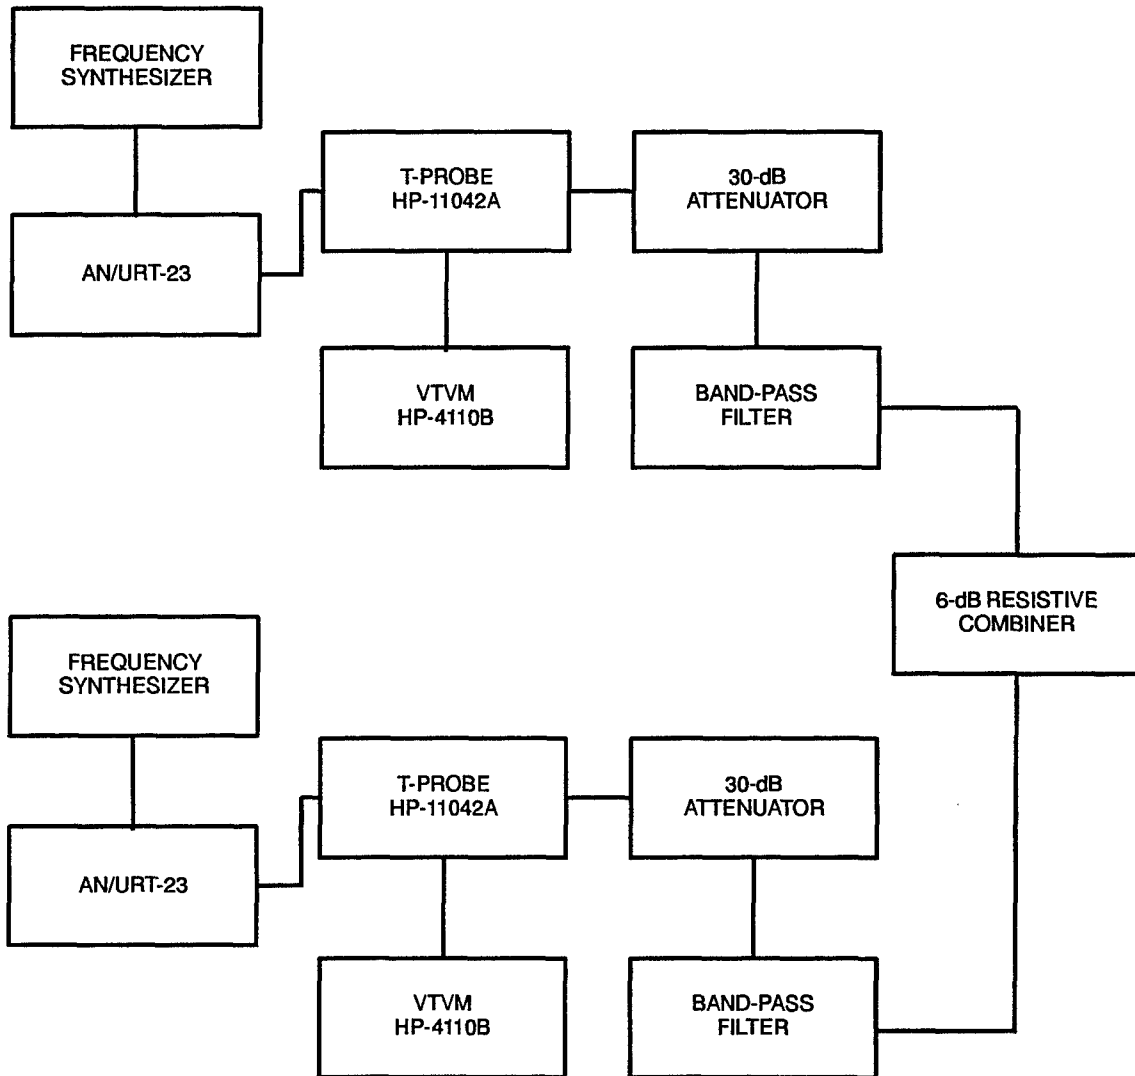 FREQUENCY
SYNTHESIZER
AN/URT-23
T-PROBE
HP-11042A
30-dB
ATTENUATOR
VTVM
HP-4110B
BAND-PASS
FILTER
6-dB RESISTIVE
COMBINER
FREQUENCY
SYNTHESIZER
AN/URT-23
T-PROBE
HP-11042A
30-dB
ATTENUATOR
VTVM
HP-4110B
BAND-PASS
FILTER